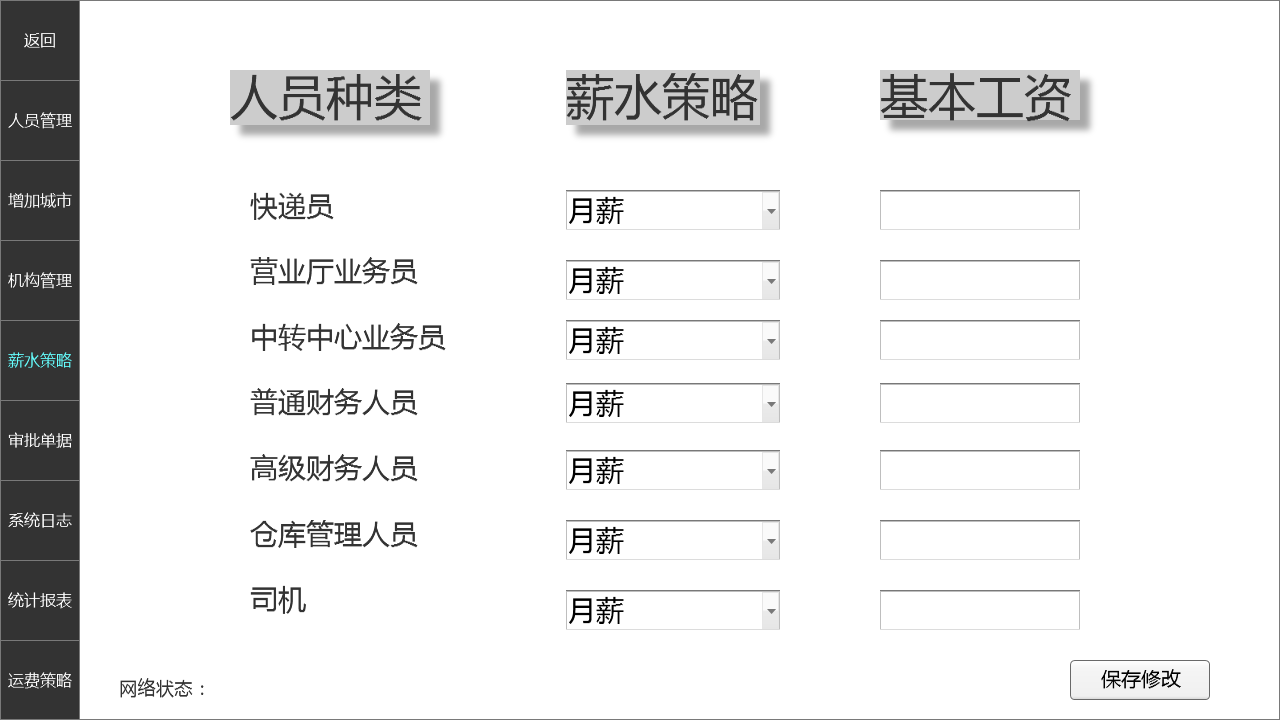 返回
人员管理
增加城市
机构管理
薪水策略
审批单据
系统日志
统计报表
运费策略
人员种类 薪水策略 基本工资
快递员 月薪
营业厅业务员 月薪
中转中心业务员 月薪
普通财务人员 月薪
高级财务人员 月薪
仓库管理人员 月薪
司机 月薪
网络状态：
保存修改